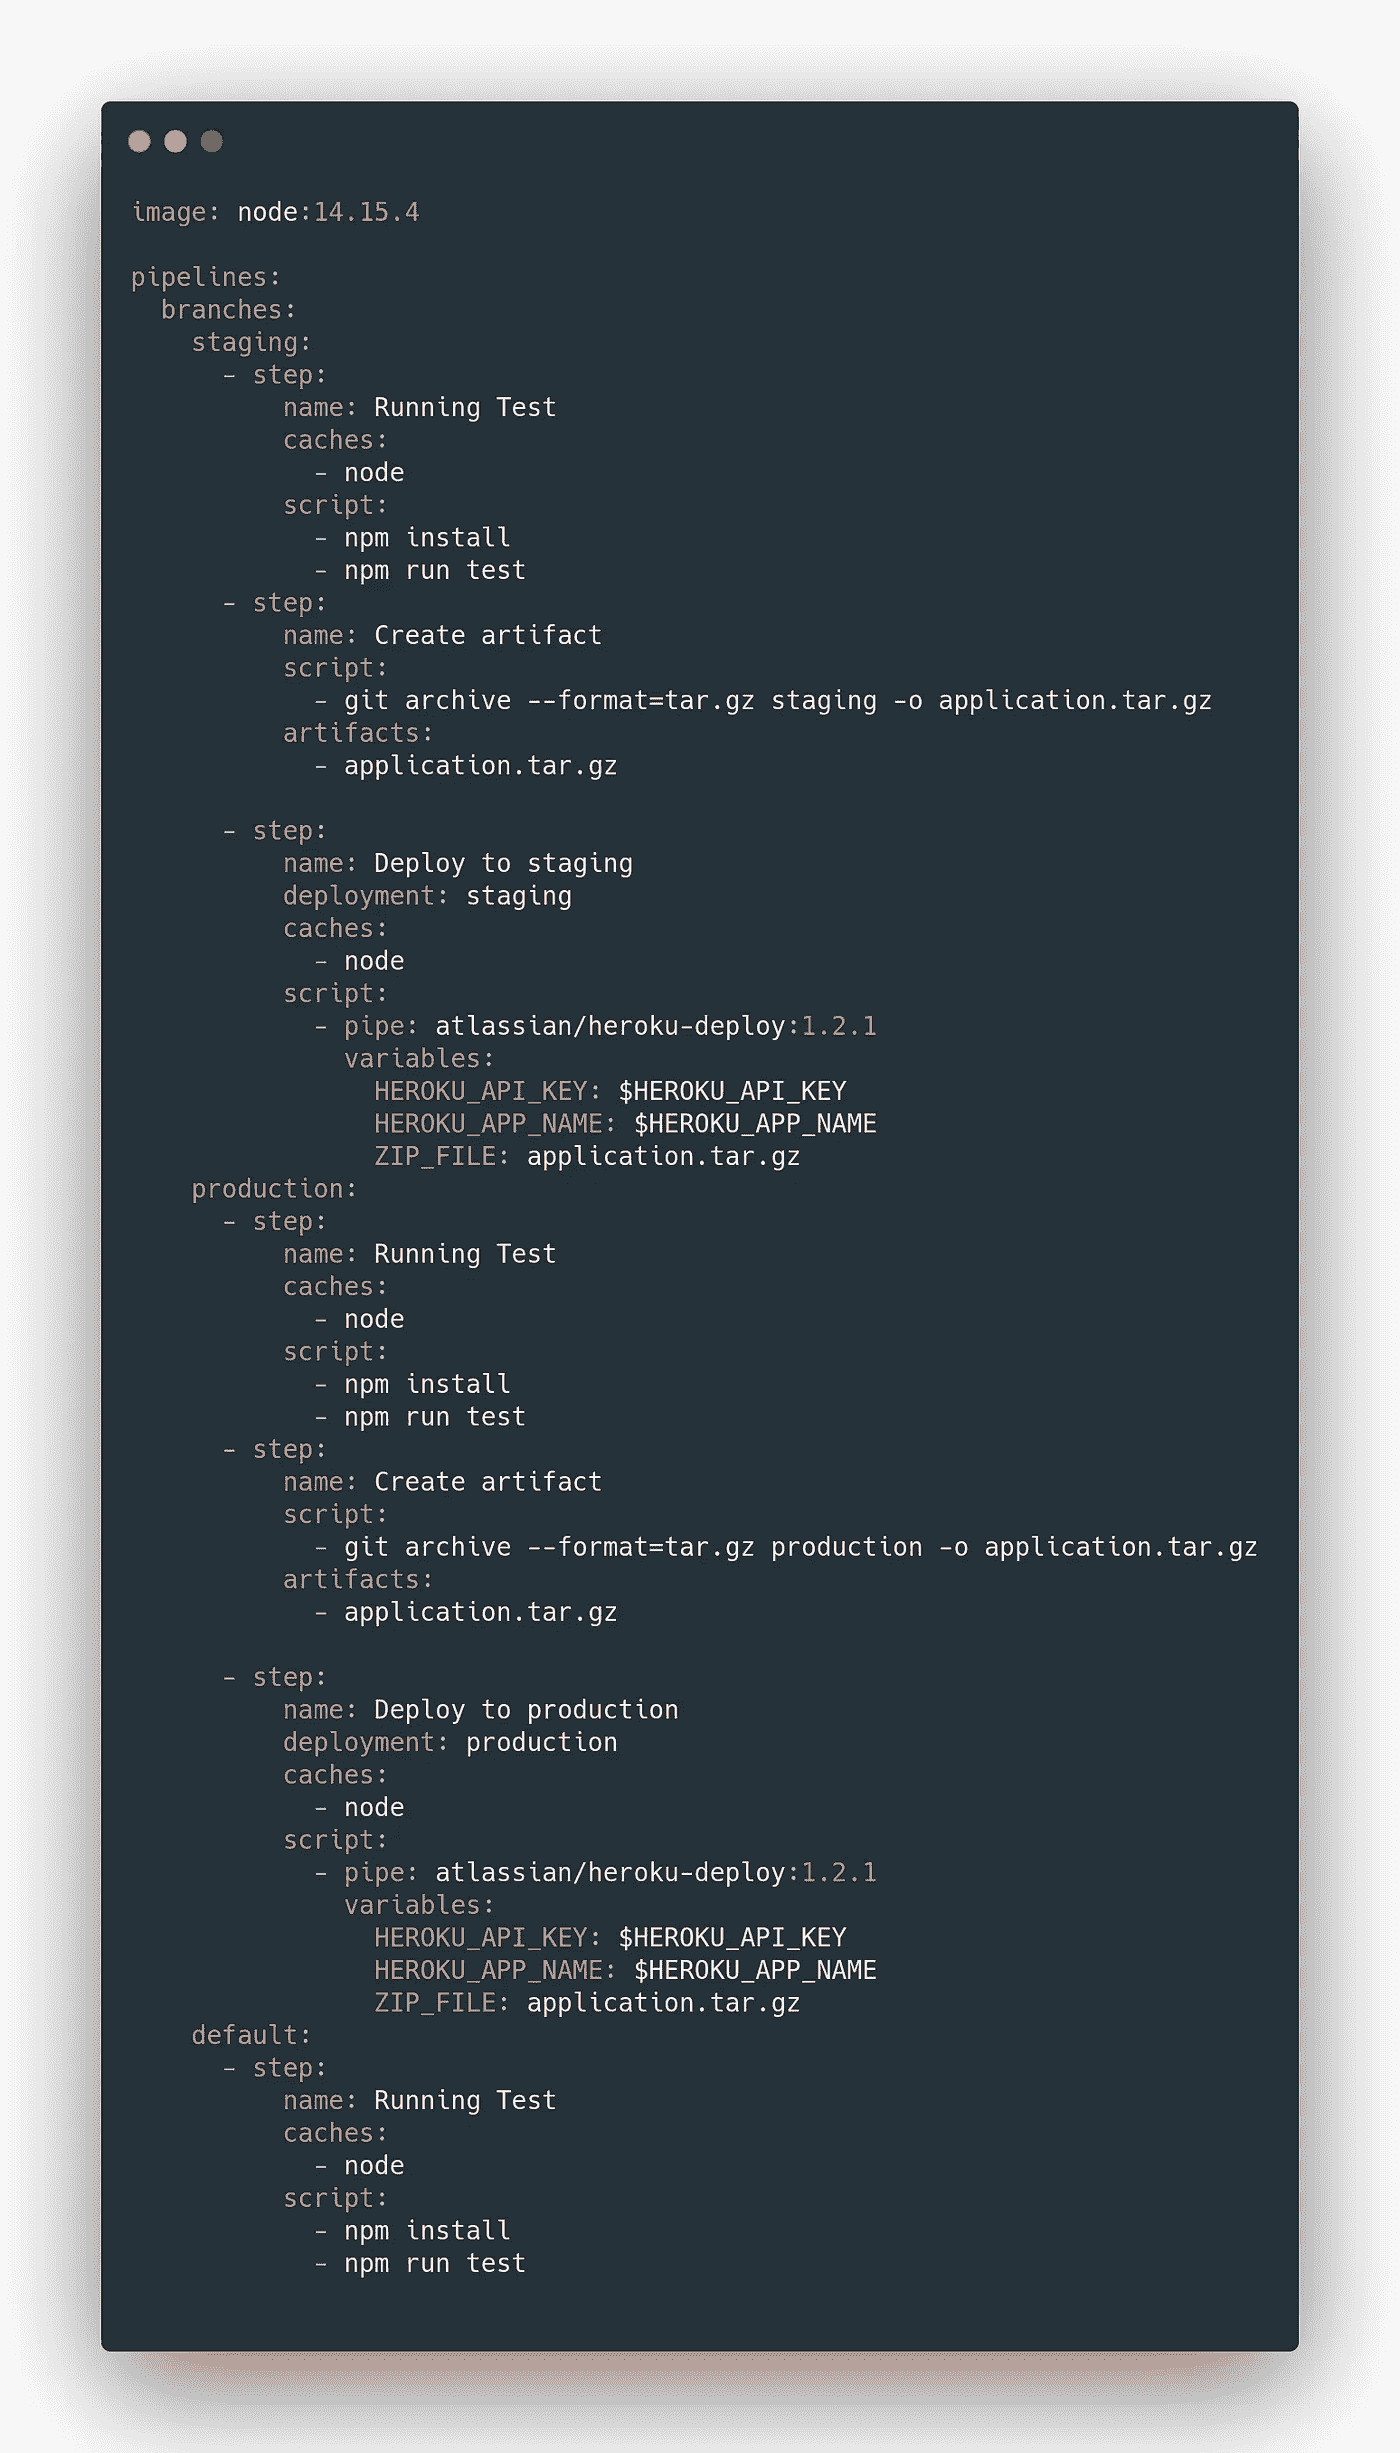 image: node:14.15.4

pipelines:
  branches:
    staging:
      - step:
          name: Running Test
          caches:
            - node
          script:
            - npm install
            - npm run test
      - step:
          name: Create artifact
          script:
            - git archive --format=tar.gz staging -o application.tar.gz
          artifacts:
            - application.tar.gz

      - step:
          name: Deploy to staging
          deployment: staging
          caches:
            - node
          script:
            - pipe: atlassian/heroku-deploy:1.2.1
              variables:
                HEROKU_API_KEY: $HEROKU_API_KEY
                HEROKU_APP_NAME: $HEROKU_APP_NAME
                ZIP_FILE: application.tar.gz
    production:
      - step:
          name: Running Test
          caches:
            - node
          script:
            - npm install
            - npm run test
      - step:
          name: Create artifact
          script:
            - git archive --format=tar.gz production -o application.tar.gz
          artifacts:
            - application.tar.gz

      - step:
          name: Deploy to production
          deployment: production
          caches:
            - node
          script:
            - pipe: atlassian/heroku-deploy:1.2.1
              variables:
                HEROKU_API_KEY: $HEROKU_API_KEY
                HEROKU_APP_NAME: $HEROKU_APP_NAME
                ZIP_FILE: application.tar.gz
    default:
      - step:
          name: Running Test
          caches:
            - node
          script:
            - npm install
            - npm run test